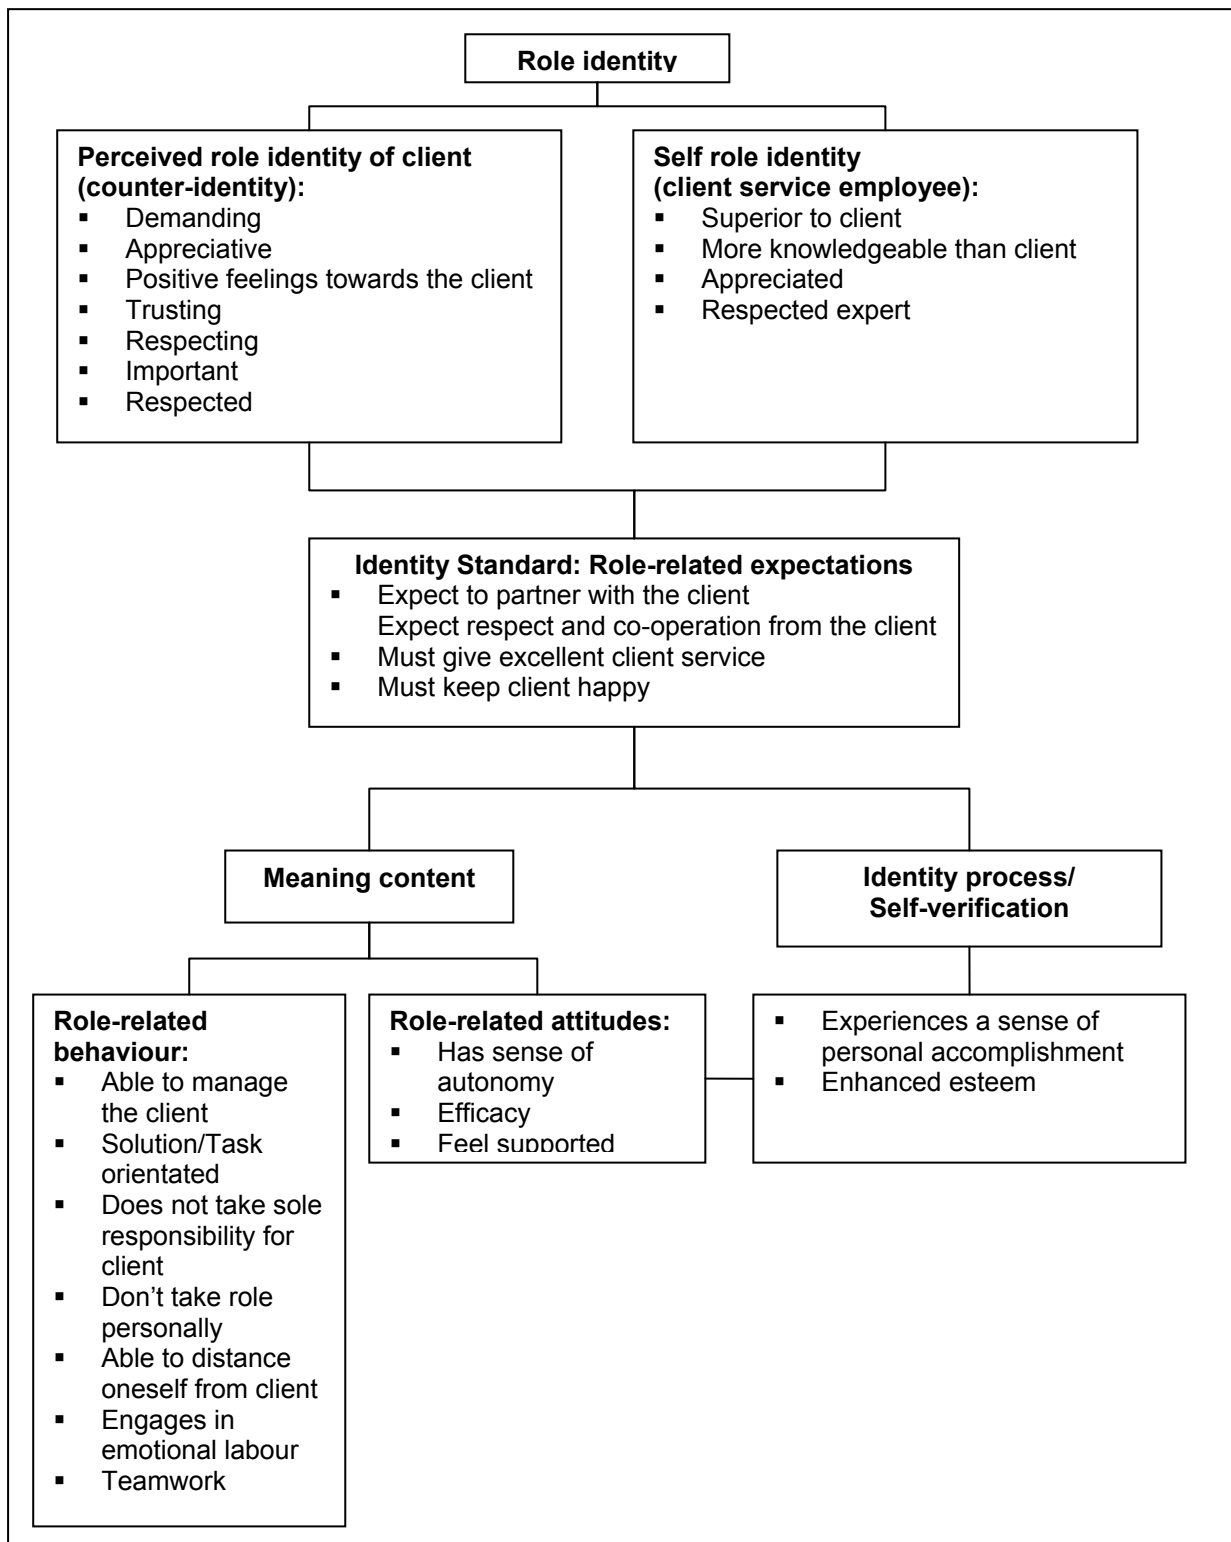 Role identity
Perceived role identity of client
(counter-identity):
▪ Demanding
▪ Appreciative
▪ Positive feelings towards the client
▪ Trusting
▪ Respecting
▪ Important
▪ Respected
Self role identity
(client service employee):
▪ Superior to client
▪ More knowledgeable than client
▪ Appreciated
▪ Respected expert
Identity Standard: Role-related expectations
▪ Expect to partner with the client
Expect respect and co-operation from the client
▪ Must give excellent client service
▪ Must keep client happy
Meaning content
Identity process/
Self-verification
Role-related
behaviour:
▪ Able to manage
the client
▪ Solution/Task
orientated
▪ Does not take sole
responsibility for
client
▪ Don’t take role
personally
▪ Able to distance
oneself from client
▪ Engages in
emotional labour
▪ Teamwork
Role-related attitudes:
▪ Has sense of
autonomy
▪ Efficacy
▪ Feel supported
▪ Experiences a sense of
personal accomplishment
▪ Enhanced esteem